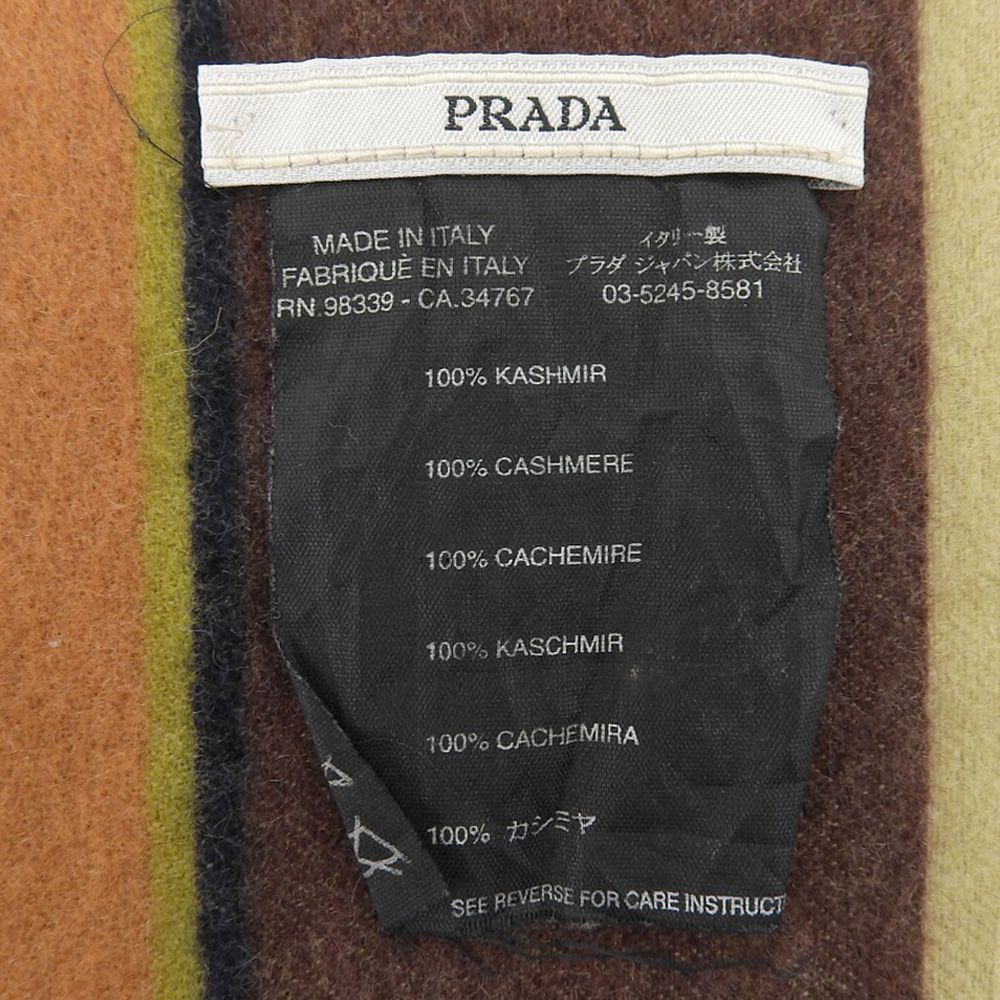 PRADA
MADE IN ITALY
FABRIQUÈ EN ITALY
RN 98339 - CA.34767
イタリー製
プラダ ジャパン株式会社
03-5245-8581
100% KASHMIR
100% CASHMERE
100% CACHEMIRE
100% KASCHMIR
100% CACHEMIRA
100% カシミヤ
SEE REVERSE FOR CARE INSTRUCT